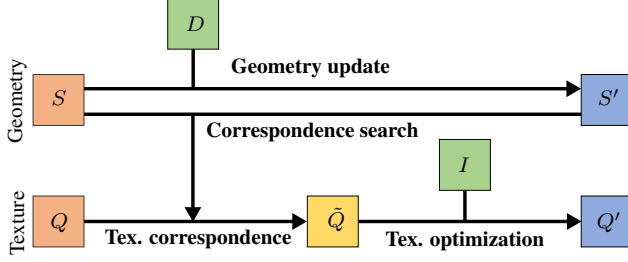 D
Geometry update
Geometry
S
S'
Correspondence search
I
Texture
Q
Q̃
Q'
Tex. correspondence
Tex. optimization